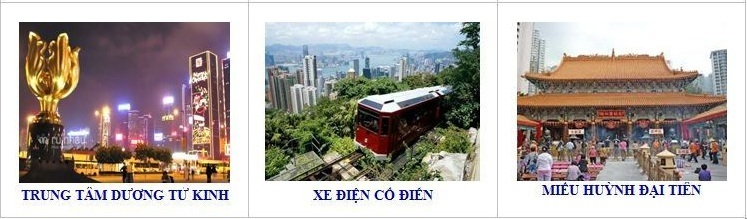 TRUNG TÂM DƯƠNG TỬ KINH
XE ĐIỆN CỔ ĐIỂN
MIẾU HUỲNH ĐẠI TIÊN